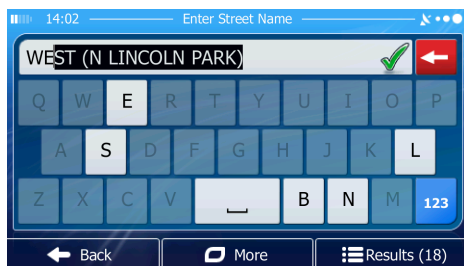 14:02 Enter Street Name
WEST (N LINCOLN PARK)
Q W E R T Y U I O P
A S D F G H J K L
Z X C V B N M 123
Back More Results (18)